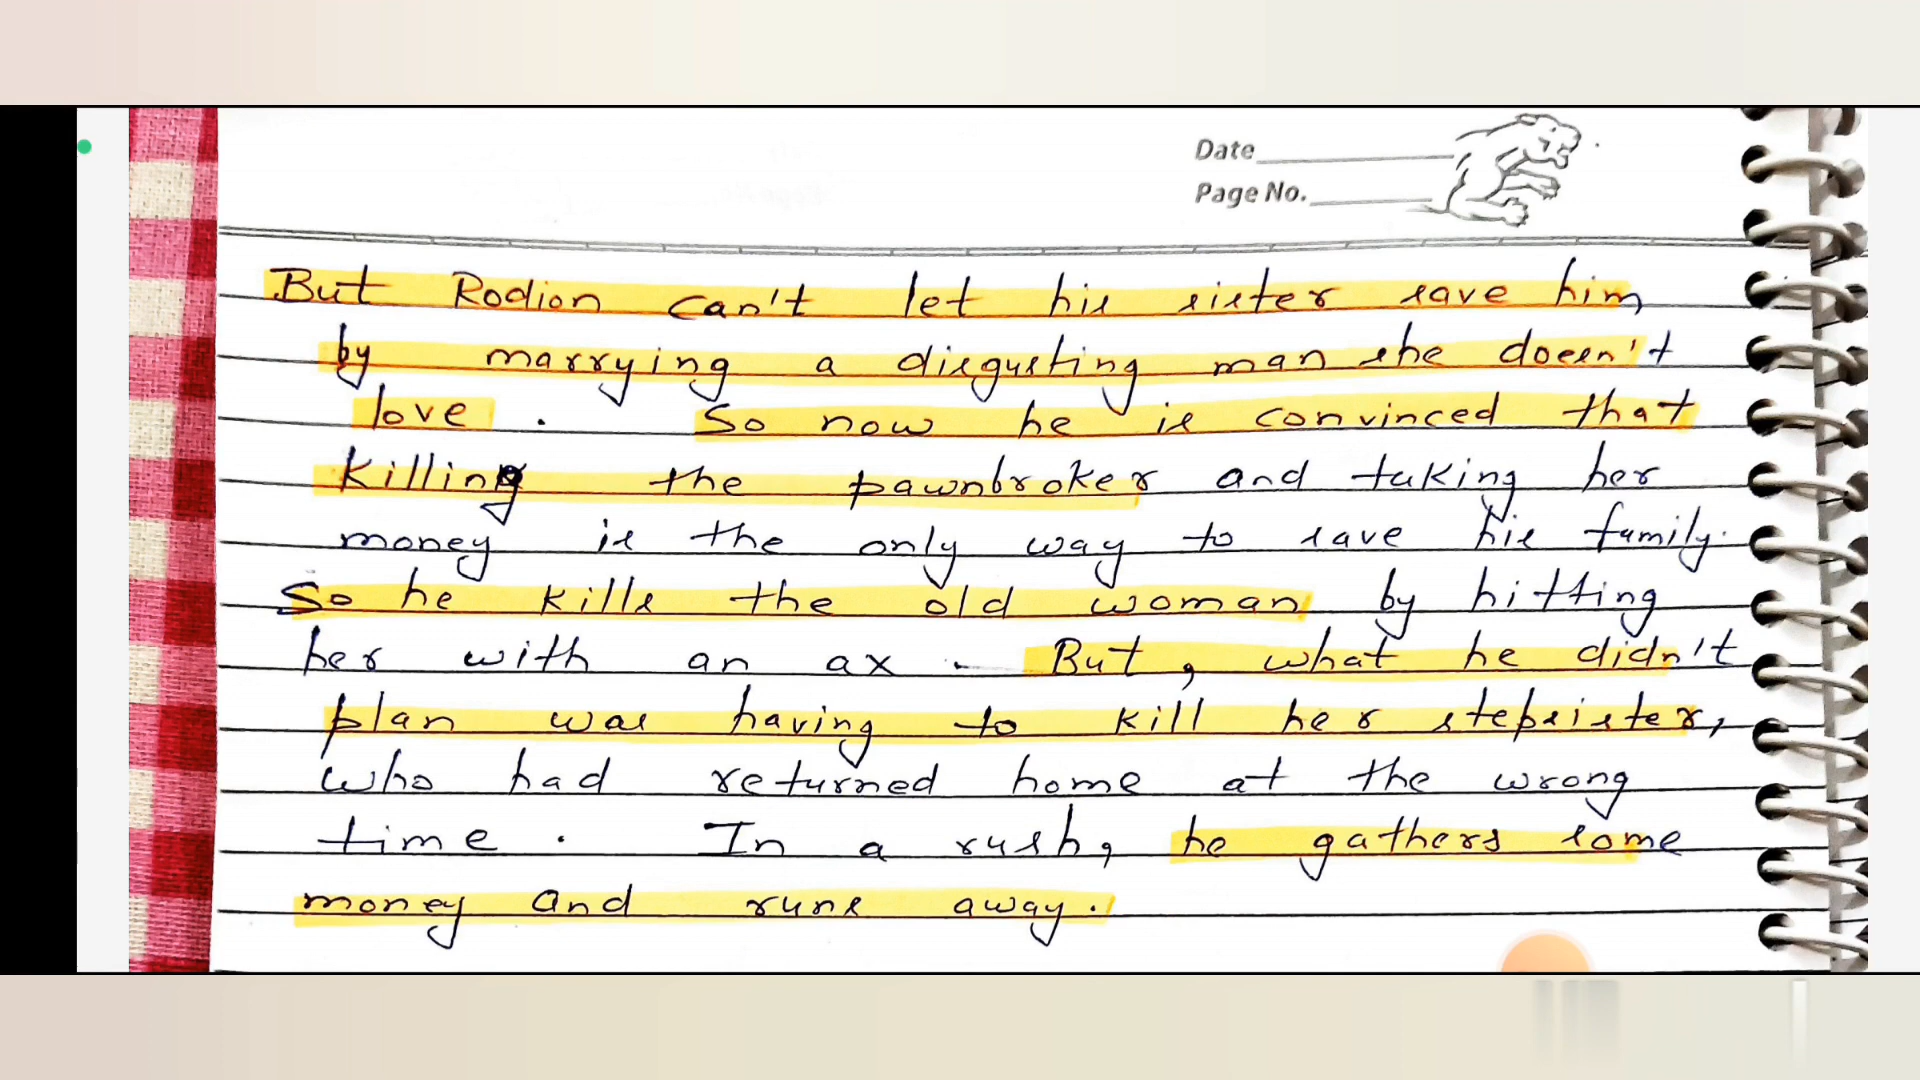 Date
Page No.
But Rodion can't let his sister save him
by marrying a disgusting man she doesn't
love. So now he is convinced that
killing the pawnbroker and taking her
money is the only way to save his family.
So he kills the old woman by hitting
her with an ax. But, what he didn't
plan was having to kill her stepsister,
who had returned home at the wrong
time. In a rush, he gathers some
money and runs away.